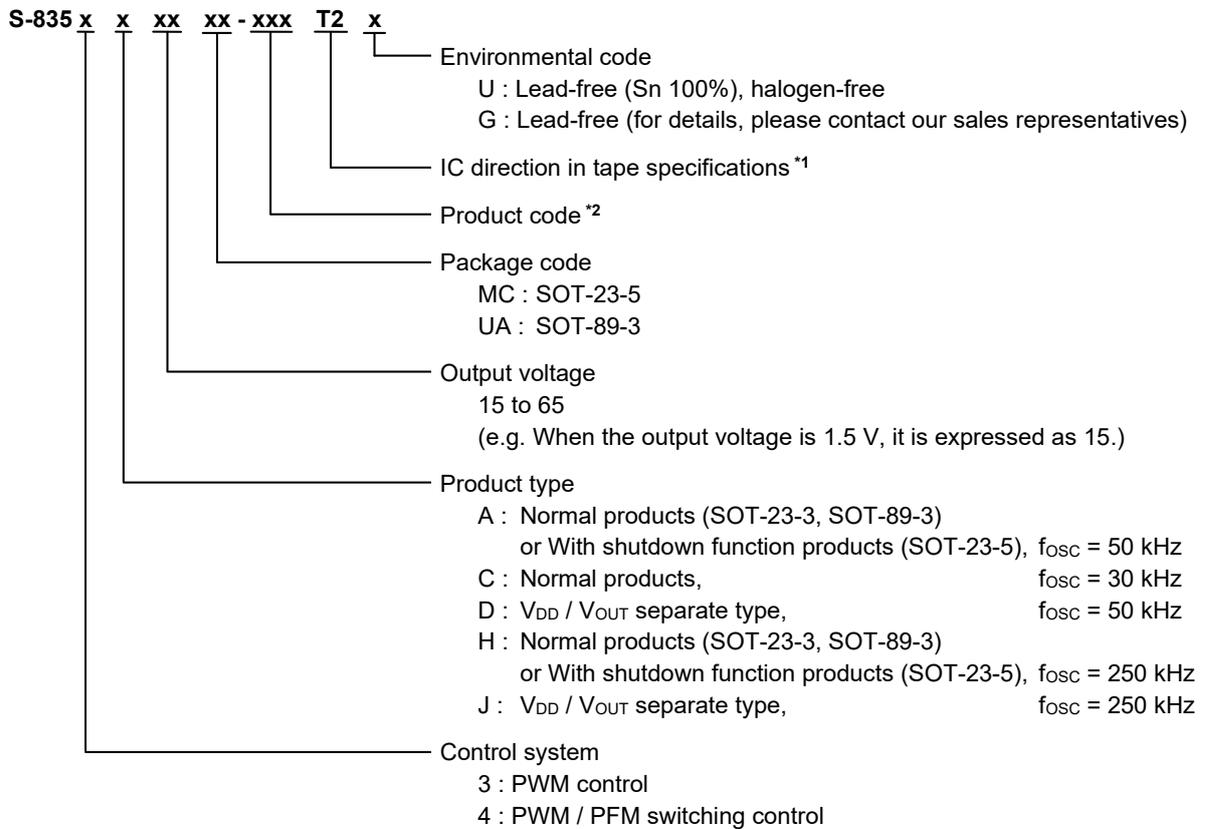 S-835 x x xx xx - xxx T2 x
Environmental code
U : Lead-free (Sn 100%), halogen-free
G : Lead-free (for details, please contact our sales representatives)
IC direction in tape specifications *1
Product code *2
Package code
MC : SOT-23-5
UA : SOT-89-3
Output voltage
15 to 65
(e.g. When the output voltage is 1.5 V, it is expressed as 15.)
Product type
A : Normal products (SOT-23-3, SOT-89-3)
or With shutdown function products (SOT-23-5), fOSC = 50 kHz
C : Normal products, fOSC = 30 kHz
D : VDD / VOUT separate type, fOSC = 50 kHz
H : Normal products (SOT-23-3, SOT-89-3)
or With shutdown function products (SOT-23-5), fOSC = 250 kHz
J : VDD / VOUT separate type, fOSC = 250 kHz
Control system
3 : PWM control
4 : PWM / PFM switching control